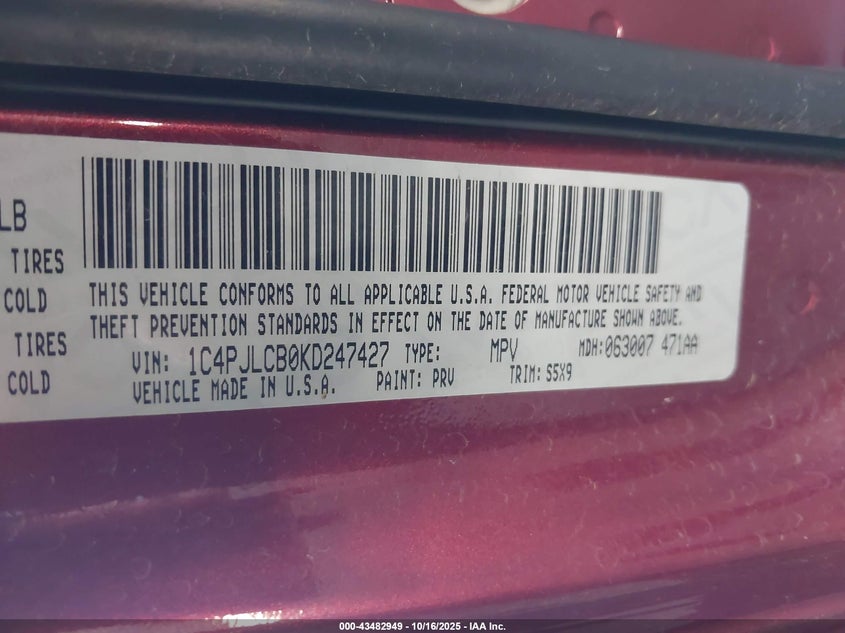 LB
TIRES
COLD
TIRES
COLD
THIS VEHICLE CONFORMS TO ALL APPLICABLE U.S.A. FEDERAL MOTOR VEHICLE SAFETY AND
THEFT PREVENTION STANDARDS IN EFFECT ON THE DATE OF MANUFACTURE SHOWN ABOVE.
VIN: 1C4PJLCB0KD247427 TYPE: MPV MDH:063007 471AA
VEHICLE MADE IN U.S.A. PAINT: PRV TRIM: S5X9
000-43482949 - 10/16/2025 - IAA Inc.